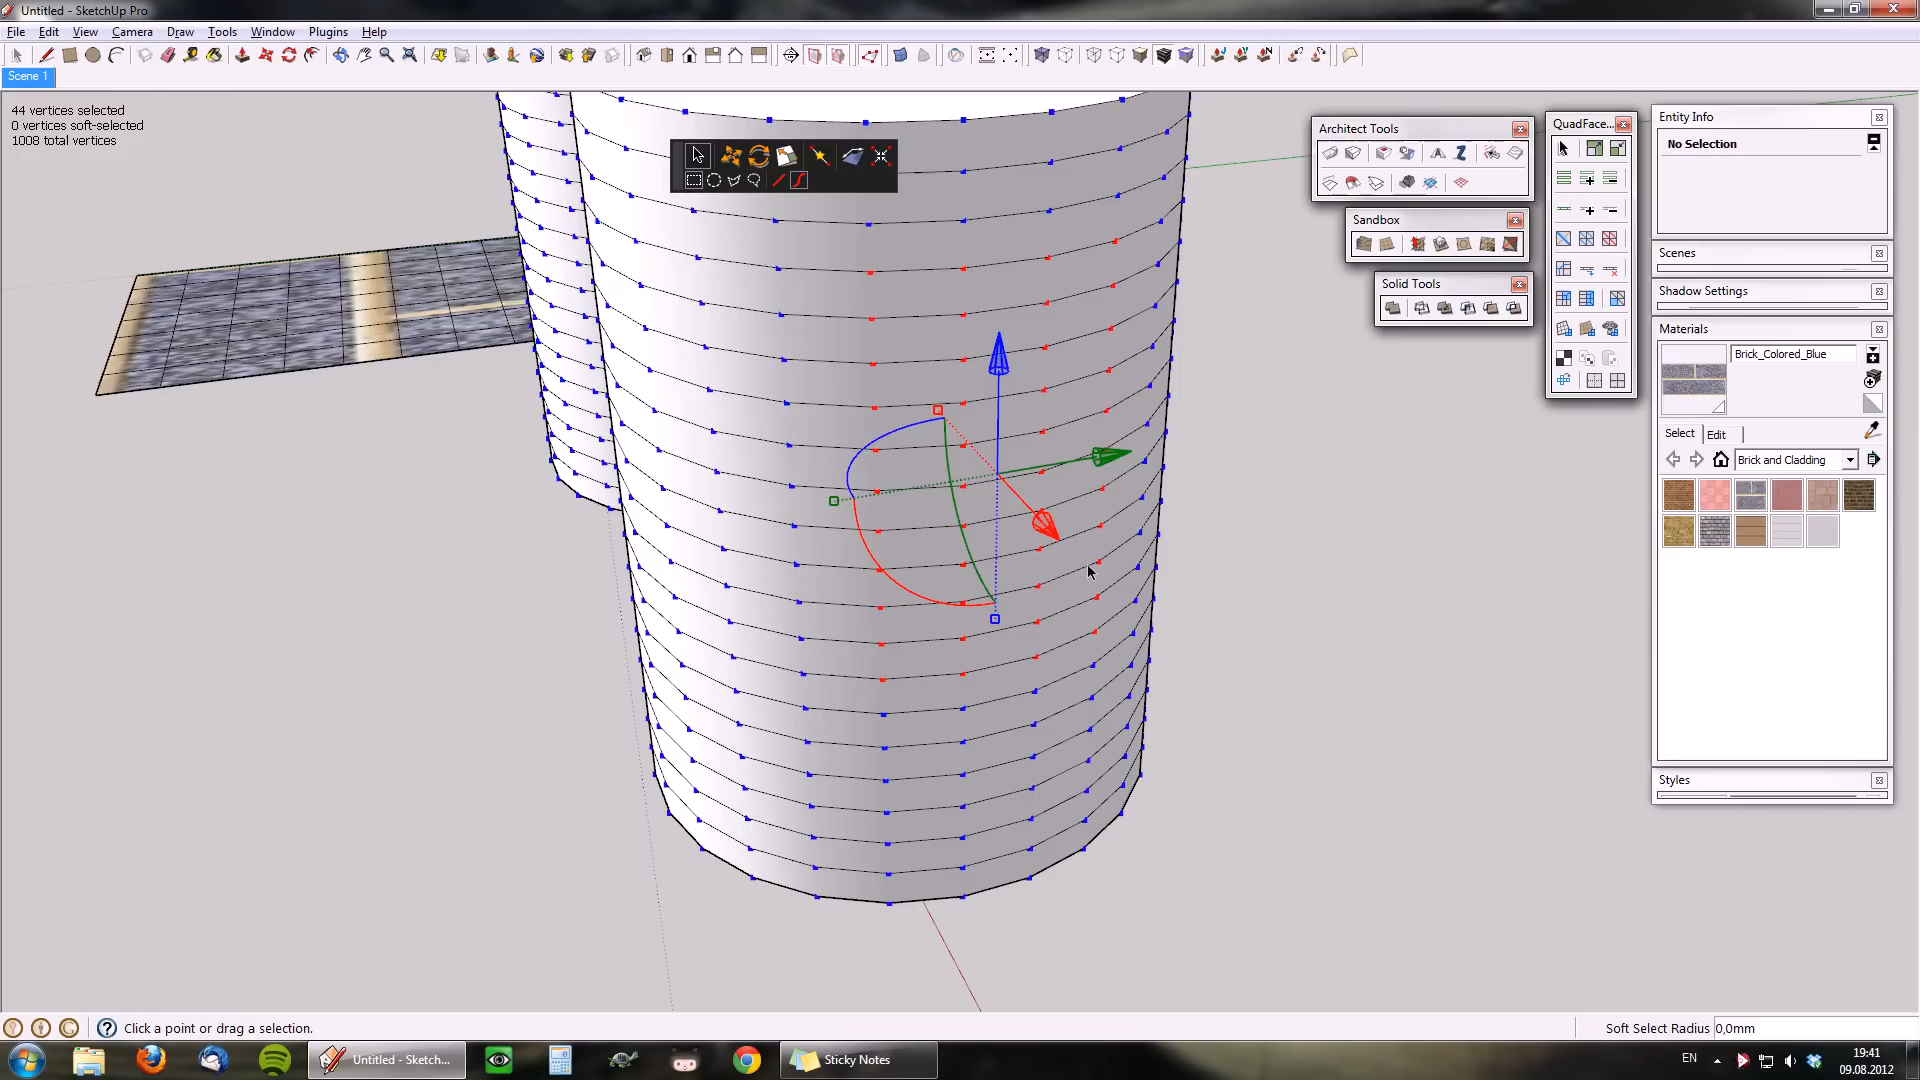 Untitled - SketchUp Pro
File Edit View Camera Draw Tools Window Plugins Help
Scene 1
44 vertices selected
0 vertices soft-selected
1008 total vertices
Architect Tools
Sandbox
Solid Tools
QuadFace...
Entity Info
No Selection
Scenes
Shadow Settings
Materials
Brick_Colored_Blue
Select Edit
Brick and Cladding
Styles
Click a point or drag a selection.
Soft Select Radius 0,0mm
Untitled - Sketch...
Sticky Notes
EN
19:41
09.08.2012